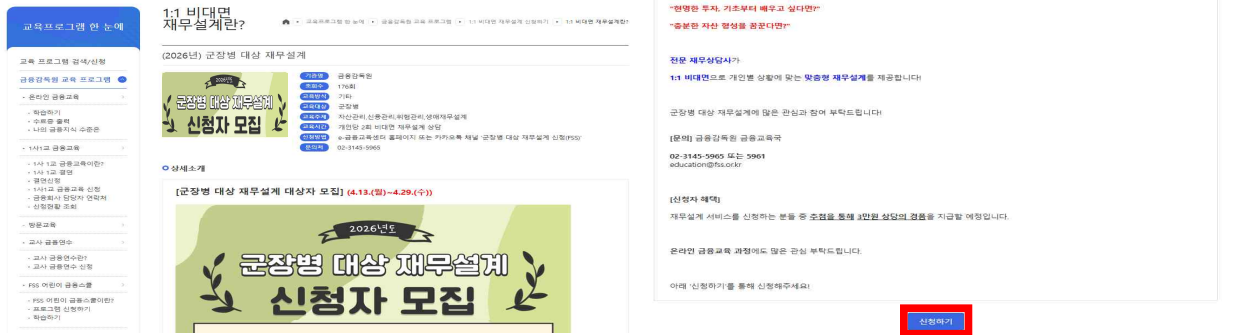 교육프로그램 한 눈에
교육 프로그램 검색/신청
금융감독원 교육 프로그램
- 온라인 금융교육
- 학습하기
- 수료증 출력
- 나의 금융지식 수준은
- 1사1교 금융교육
- 1사 1교 금융교육이란?
- 1사 1교 결연
- 결연신청
- 1사1교 금융교육 신청
- 금융회사 담당자 연락처
- 신청현황 조회
- 방문교육
- 교사 금융연수
- 교사 금융연수란?
- 교사 금융연수 신청
- FSS 어린이 금융스쿨
- FSS 어린이 금융스쿨이란?
- 프로그램 신청하기
- 학습하기
1:1 비대면
재무설계란?
교육프로그램 한 눈에 금융감독원 교육 프로그램 1:1 비대면 재무설계 신청하기 1:1 비대면 재무설계란?
(2026년) 군장병 대상 재무설계
2026년도
군장병 대상 재무설계
신청자 모집
기관명 금융감독원
조회수 176회
교육방식 기타
교육대상 군장병
교육주제 자산관리,신용관리,위험관리,생애재무설계
교육시간 개인당 2회 비대면 재무설계 상담
신청방법 e-금융교육센터 홈페이지 또는 카카오톡 채널 '군장병 대상 재무설계 신청(FSS)'
문의처 02-3145-5965
상세소개
[군장병 대상 재무설계 대상자 모집] (4.13.(월)~4.29.(수))
2026년도
군장병 대상 재무설계
신청자 모집
"현명한 투자, 기초부터 배우고 싶다면?"
"충분한 자산 형성을 꿈꾼다면?"
전문 재무상담사가
1:1 비대면으로 개인별 상황에 맞는 맞춤형 재무설계를 제공합니다!
군장병 대상 재무설계에 많은 관심과 참여 부탁드립니다!
[문의] 금융감독원 금융교육국
02-3145-5965 또는 5961
education@fss.or.kr
[신청자 혜택]
재무설계 서비스를 신청하는 분들 중 추첨을 통해 3만원 상당의 경품을 지급할 예정입니다.
온라인 금융교육 과정에도 많은 관심 부탁드립니다.
아래 '신청하기'를 통해 신청해주세요!
신청하기